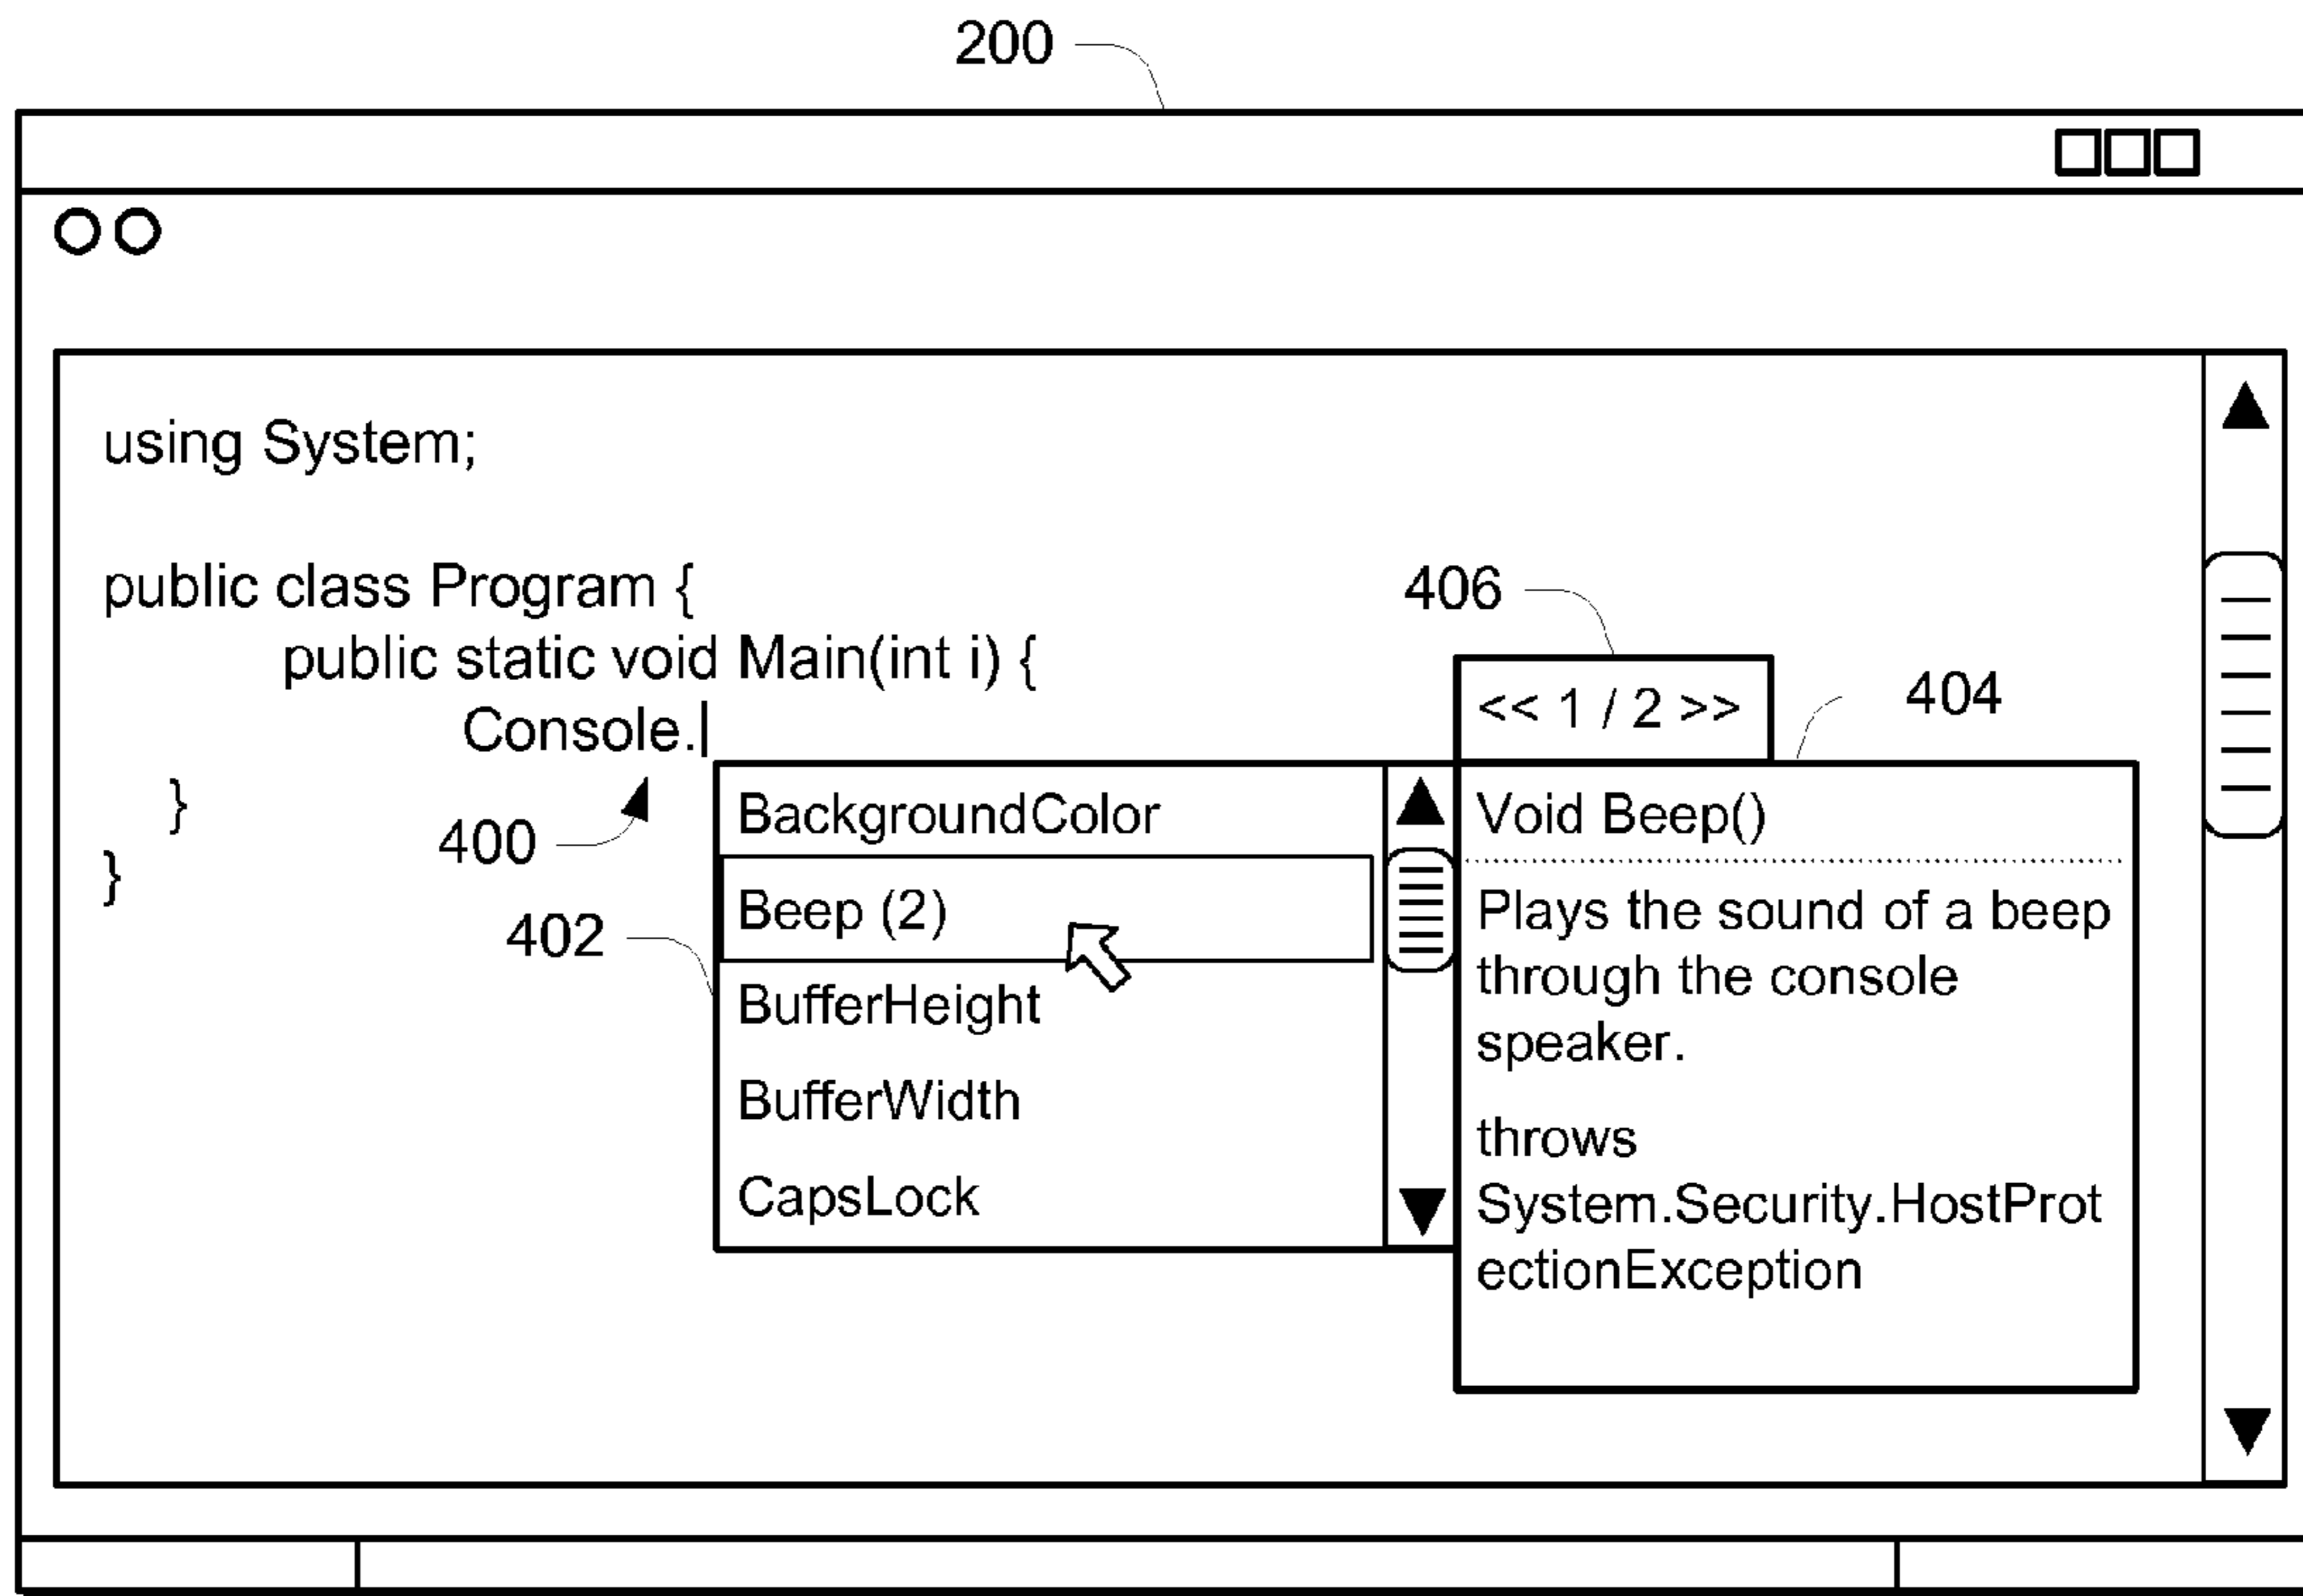 200
using System;
public class Program {
public static void Main(int i) {
Console.
}
}
400
402
BackgroundColor
Beep (2)
BufferHeight
BufferWidth
CapsLock
406
<< 1 / 2 >>
404
Void Beep()
Plays the sound of a beep
through the console
speaker.
throws
System.Security.HostProt
ectionException